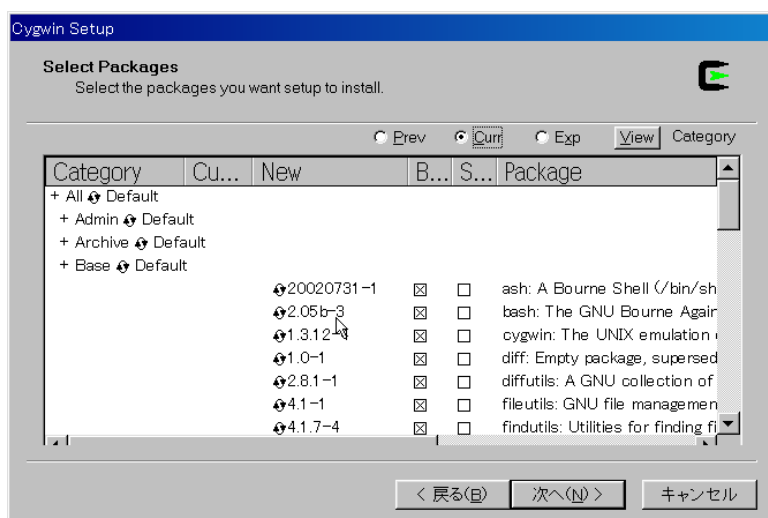 Cygwin Setup
Select Packages
Select the packages you want setup to install.
Prev Curr Exp View Category
Category Cu... New B... S... Package
+ All Default
+ Admin Default
+ Archive Default
+ Base Default
20020731-1 ash: A Bourne Shell (/bin/sh
2.05b-3 bash: The GNU Bourne Again
1.3.12- cygwin: The UNIX emulation
1.0-1 diff: Empty package, supersed
2.8.1-1 diffutils: A GNU collection of
4.1-1 fileutils: GNU file managemen
4.1.7-4 findutils: Utilities for finding fi
< 戻る(B) 次へ(N) > キャンセル